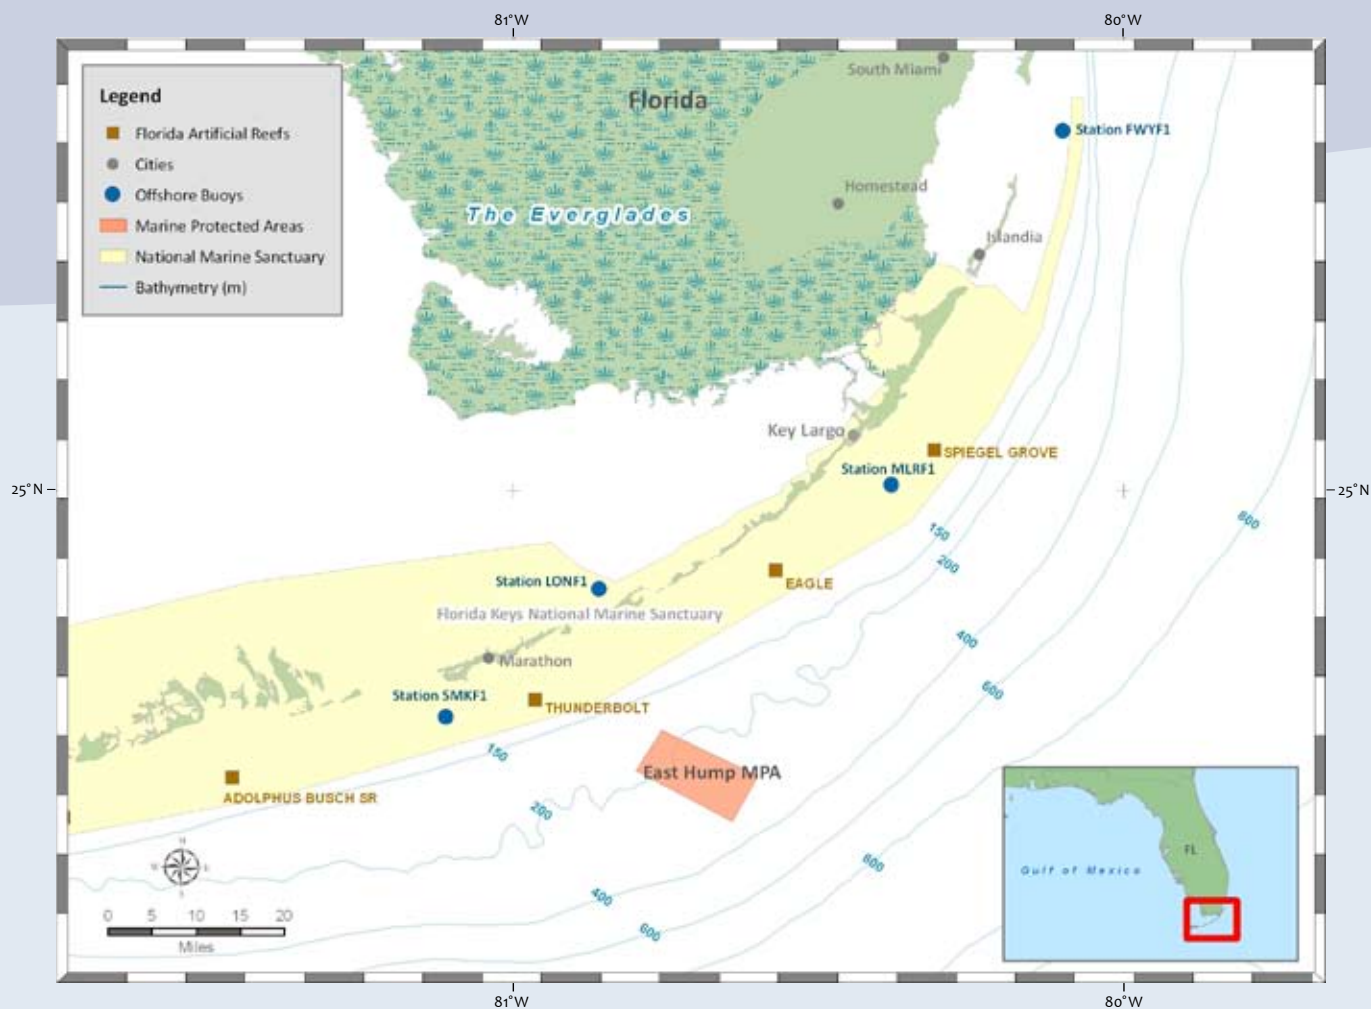 81°W
80°W
Legend
Florida Artificial Reefs
Cities
Offshore Buoys
Marine Protected Areas
National Marine Sanctuary
Bathymetry (m)
South Miami
Florida
Station FWYF1
Homestead
The Everglades
Islandia
Key Largo
SPIEGEL GROVE
Station MLRF1
25°N
25°N
800
150
200
EAGLE
Station LONF1
Florida Keys National Marine Sanctuary
400
Marathon
600
Station SMKF1
THUNDERBOLT
150
East Hump MPA
ADOLPHUS BUSCH SR
200
FL
Gulf of Mexico
800
400
600
N
W
E
S
0 5 10 15 20
Miles
81°W
80°W